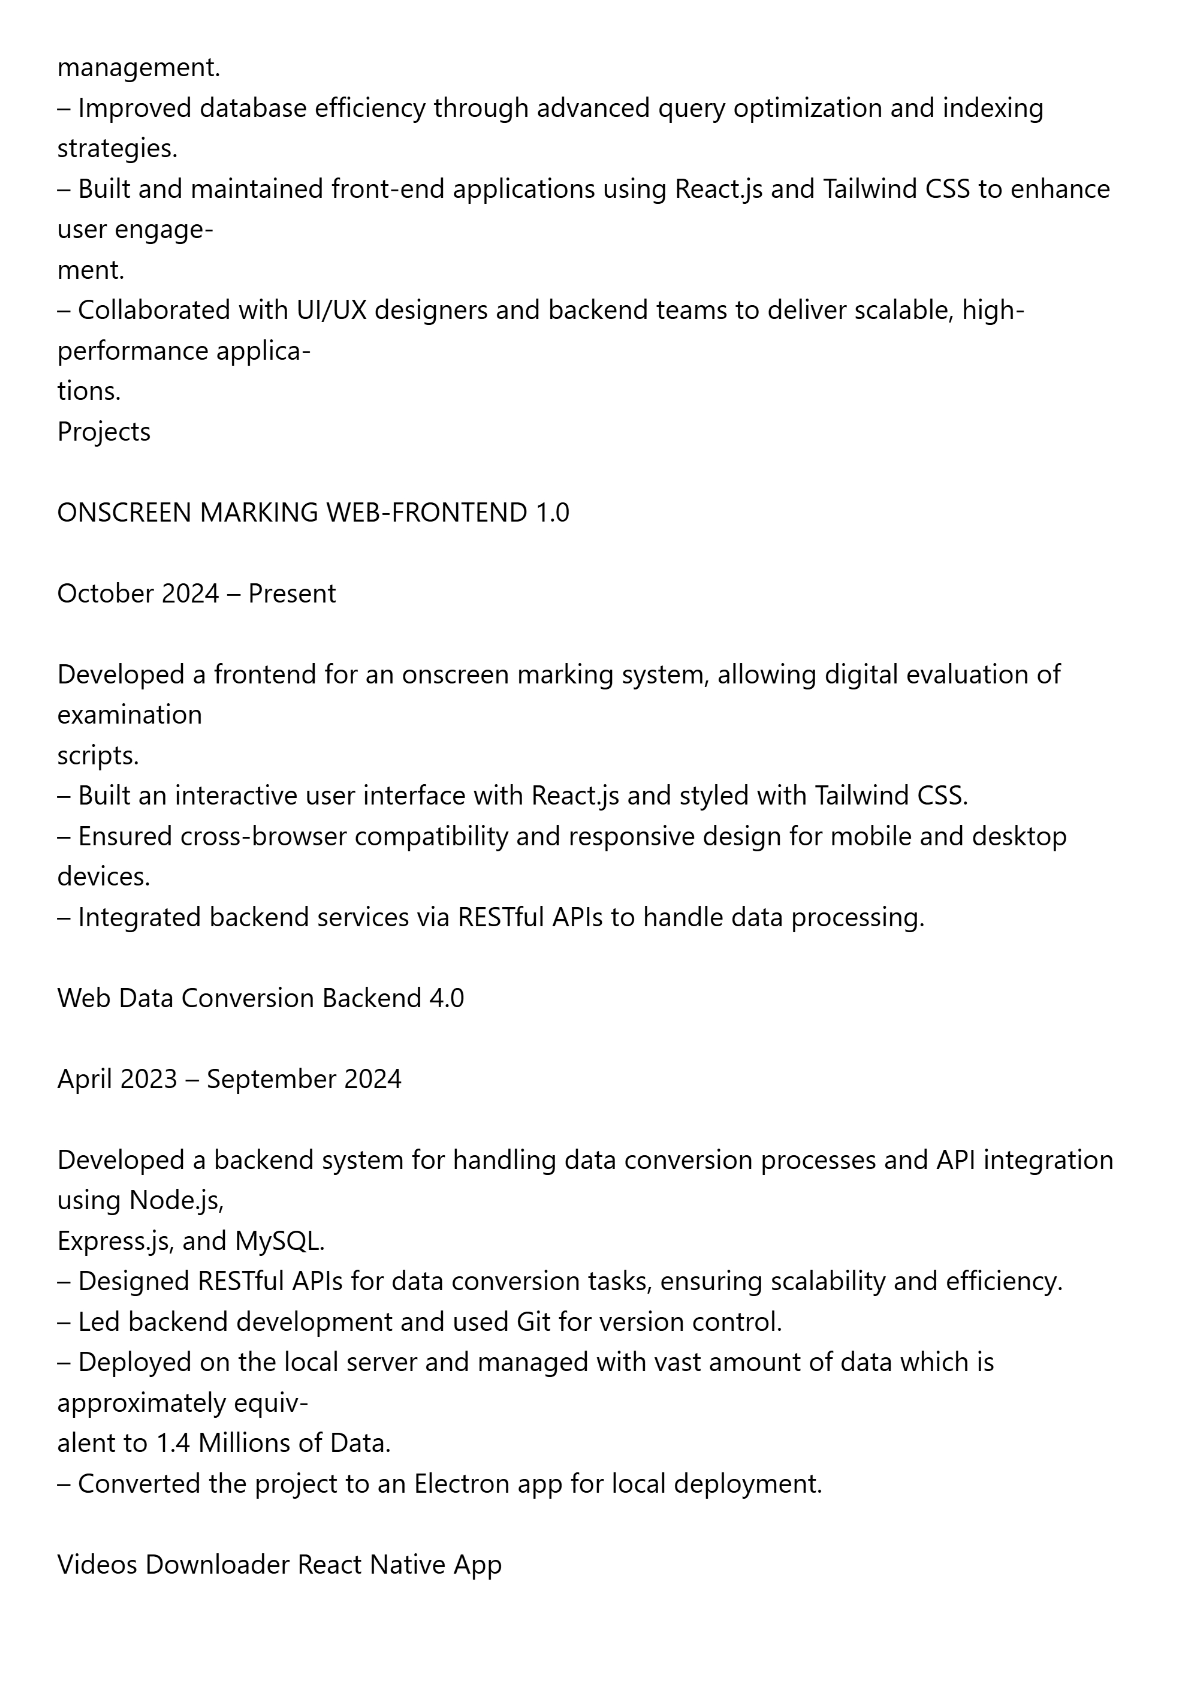 management.
– Improved database efficiency through advanced query optimization and indexing
strategies.
– Built and maintained front-end applications using React.js and Tailwind CSS to enhance
user engage-
ment.
– Collaborated with UI/UX designers and backend teams to deliver scalable, high-
performance applica-
tions.
Projects
ONSCREEN MARKING WEB-FRONTEND 1.0
October 2024 – Present
Developed a frontend for an onscreen marking system, allowing digital evaluation of
examination
scripts.
– Built an interactive user interface with React.js and styled with Tailwind CSS.
– Ensured cross-browser compatibility and responsive design for mobile and desktop
devices.
– Integrated backend services via RESTful APIs to handle data processing.
Web Data Conversion Backend 4.0
April 2023 – September 2024
Developed a backend system for handling data conversion processes and API integration
using Node.js,
Express.js, and MySQL.
– Designed RESTful APIs for data conversion tasks, ensuring scalability and efficiency.
– Led backend development and used Git for version control.
– Deployed on the local server and managed with vast amount of data which is
approximately equiv-
alent to 1.4 Millions of Data.
– Converted the project to an Electron app for local deployment.
Videos Downloader React Native App